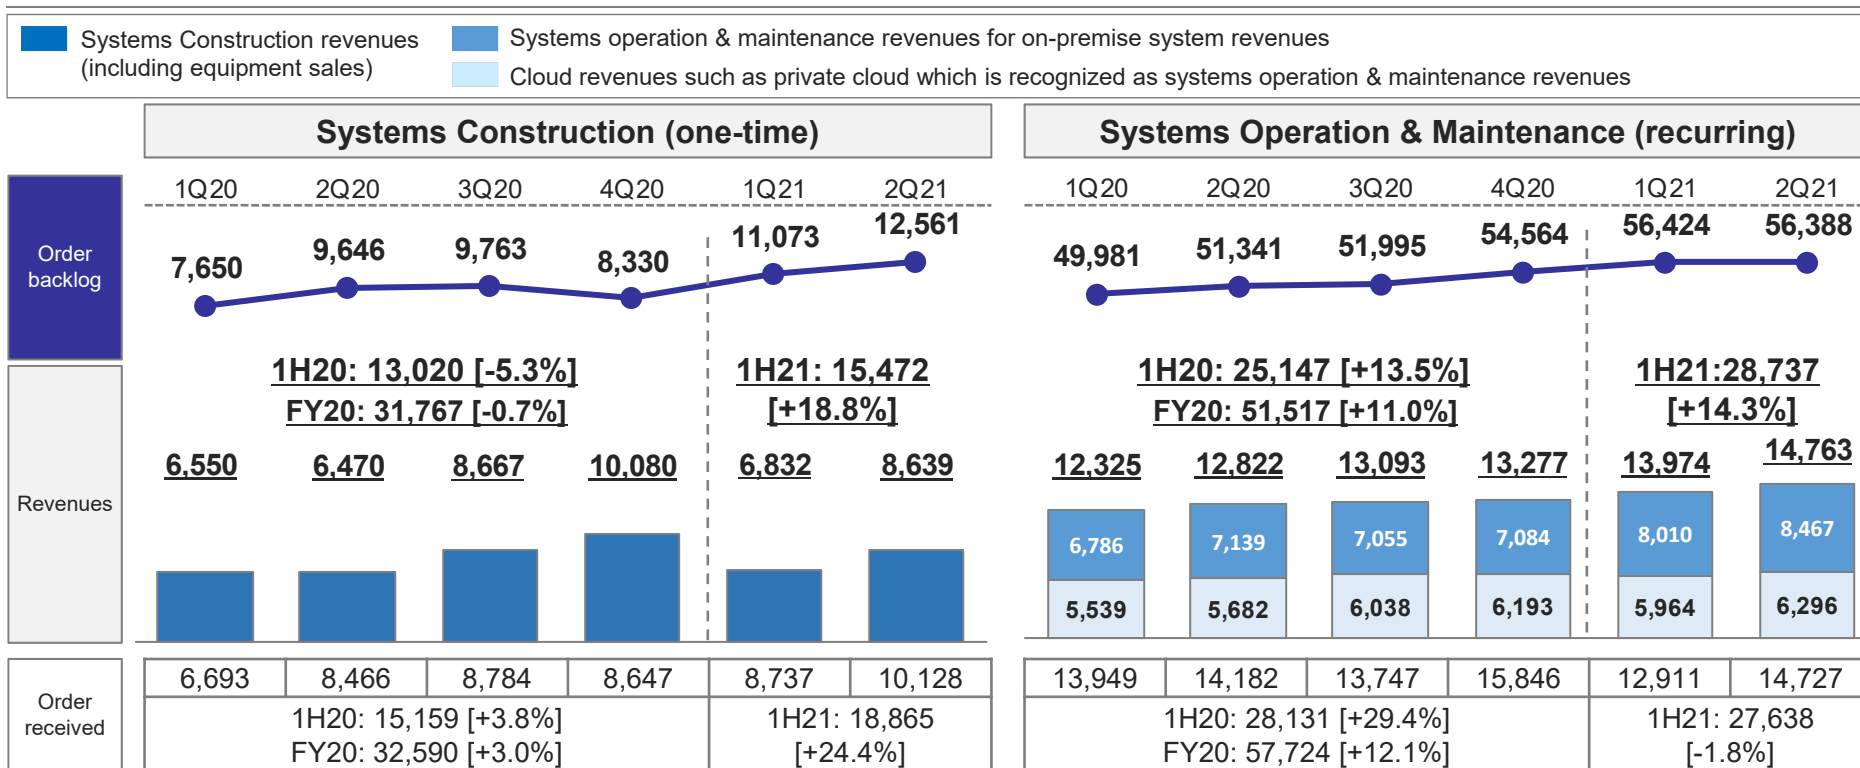 Systems Construction revenues
(including equipment sales)
Systems operation & maintenance revenues for on-premise system revenues
Cloud revenues such as private cloud which is recognized as systems operation & maintenance revenues
Systems Construction (one-time)
Systems Operation & Maintenance (recurring)
1Q20 2Q20 3Q20 4Q20 1Q21 2Q21
1Q20 2Q20 3Q20 4Q20 1Q21 2Q21
Order
backlog
7,650 9,646 9,763 8,330 11,073 12,561
49,981 51,341 51,995 54,564 56,424 56,388
Revenues
1H20: 13,020 [-5.3%]
FY20: 31,767 [-0.7%]
1H21: 15,472
[+18.8%]
1H20: 25,147 [+13.5%]
FY20: 51,517 [+11.0%]
1H21:28,737
[+14.3%]
6,550 6,470 8,667 10,080 6,832 8,639
12,325 12,822 13,093 13,277 13,974 14,763
6,786 7,139 7,055 7,084 8,010 8,467
5,539 5,682 6,038 6,193 5,964 6,296
Order
received
6,693 8,466 8,784 8,647 8,737 10,128
13,949 14,182 13,747 15,846 12,911 14,727
1H20: 15,159 [+3.8%]
FY20: 32,590 [+3.0%]
1H21: 18,865
[+24.4%]
1H20: 28,131 [+29.4%]
FY20: 57,724 [+12.1%]
1H21: 27,638
[-1.8%]